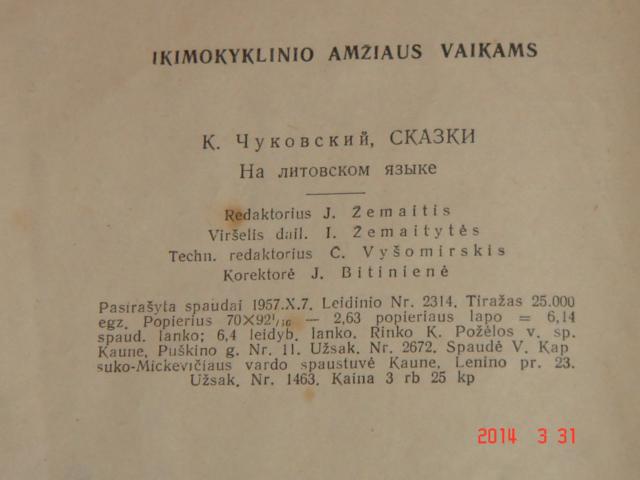 IKIMOKYKLINIO AMŽIAUS VAIKAMS
К. Чуковский, СКАЗКИ
На литовском языке
Redaktorius J. Žemaitis
Viršelis dail. I. Žemaitytės
Techn. redaktorius C. Vyšomirskis
Korektorė J. Bitinienė
Pasirašyta spaudai 1957.X.7. Leidinio Nr. 2314. Tiražas 25.000
egz. Popierius 70×92¹/₁₆ — 2,63 popieriaus lapo = 6,14
spaud. lanko; 6,4 leidyb. lanko. Rinko K. Požėlos v. sp.
Kaune, Puškino g. Nr. 11. Užsak. Nr. 2672. Spaudė V. Kap
suko-Mickevičiaus vardo spaustuvė Kaune, Lenino pr. 23.
Užsak. Nr. 1463. Kaina 3 rb 25 kp
2014 3 31